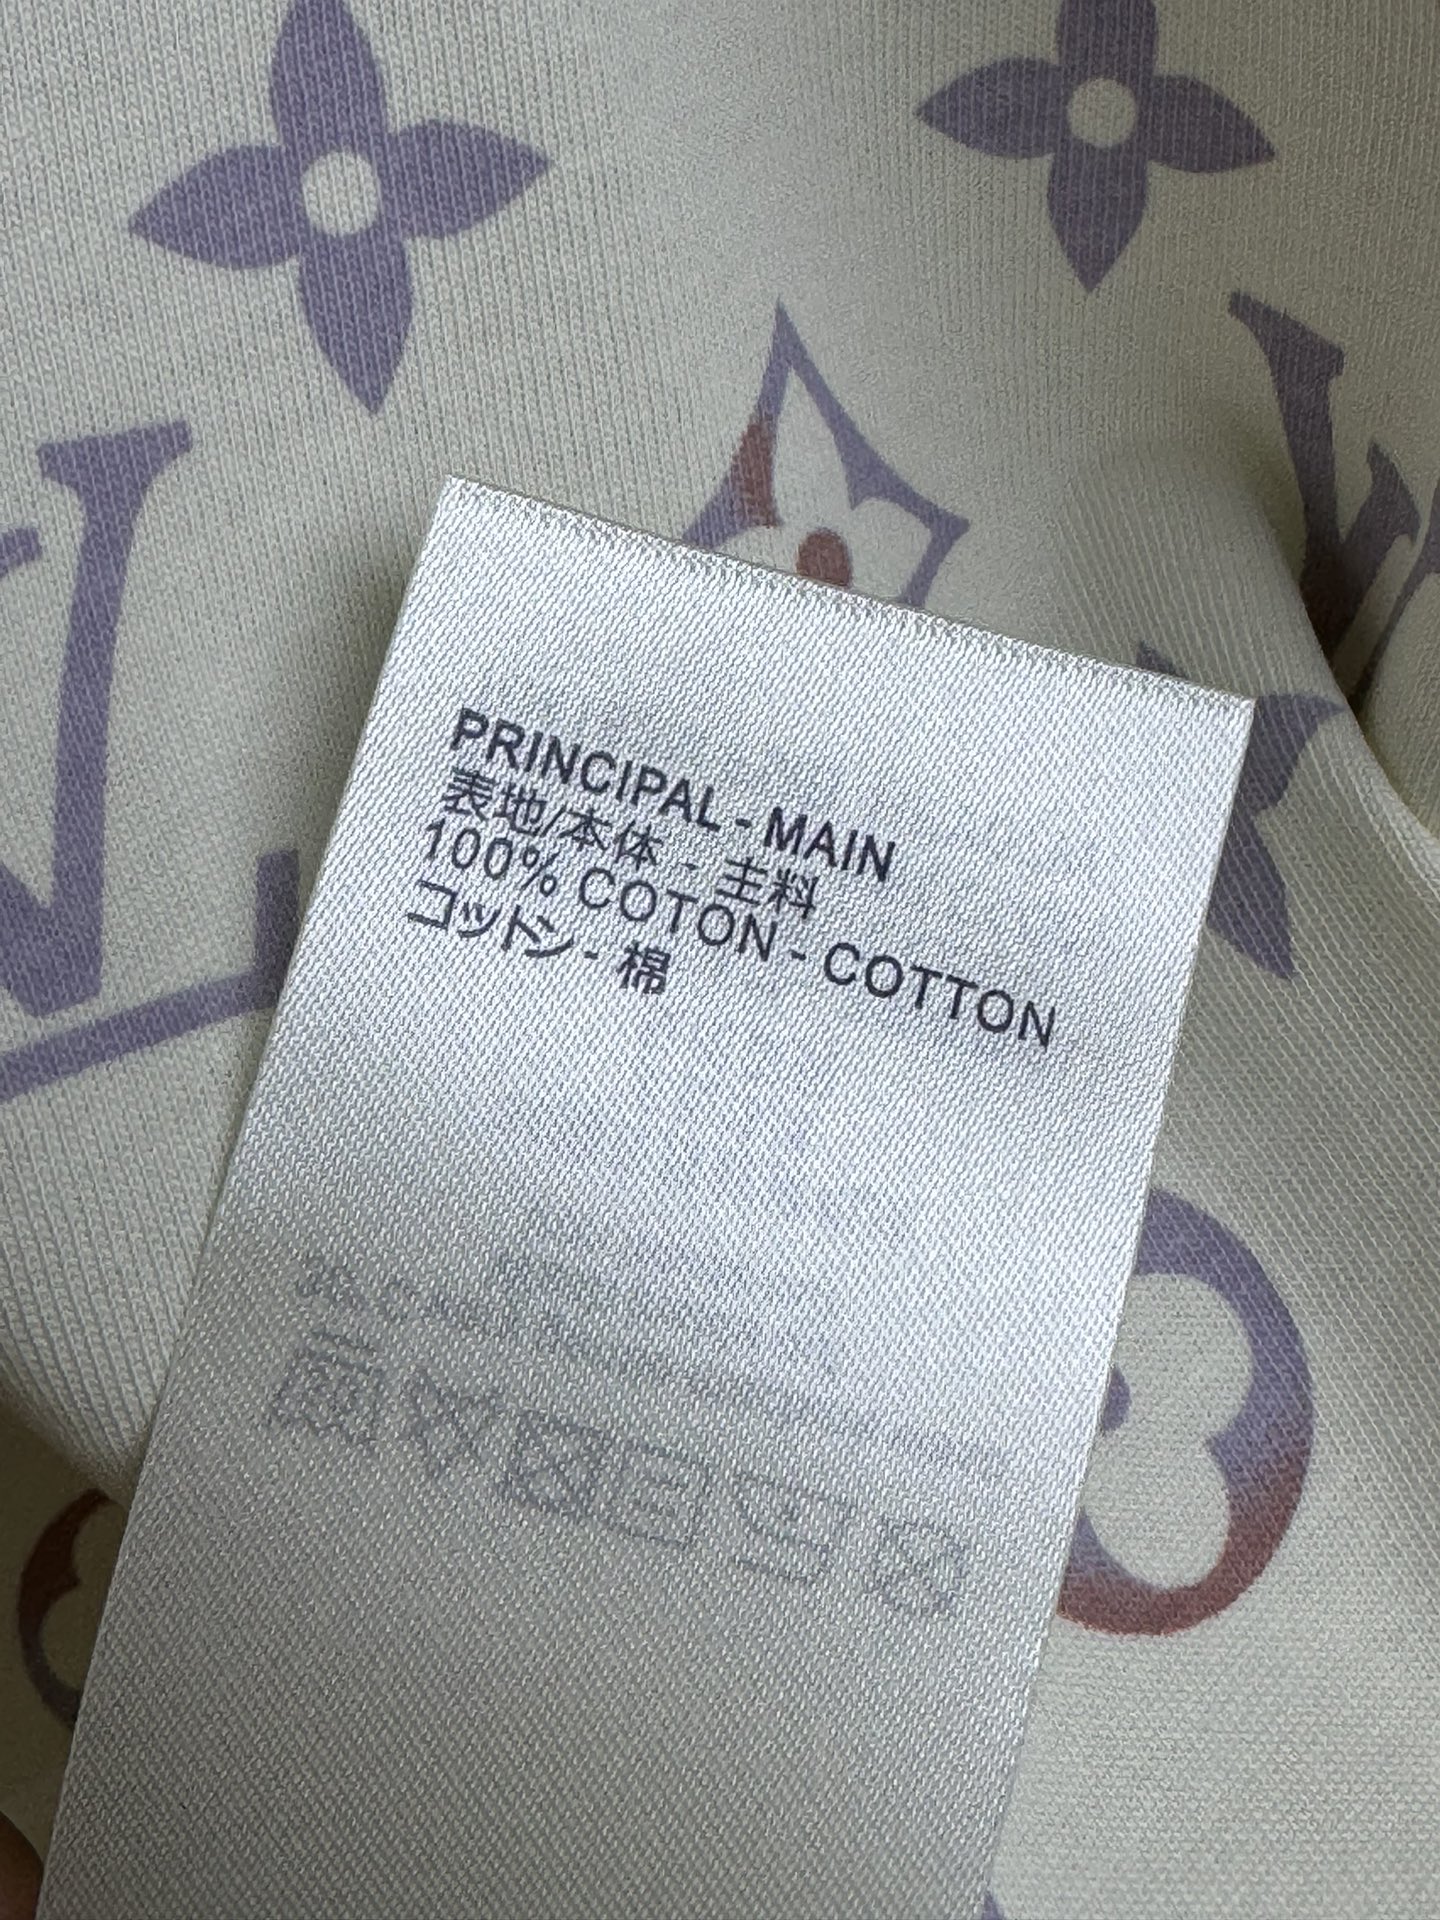 PRINCIPAL - MAIN
表地/本体 - 主料
100% COTON - COTTON
コットン - 棉